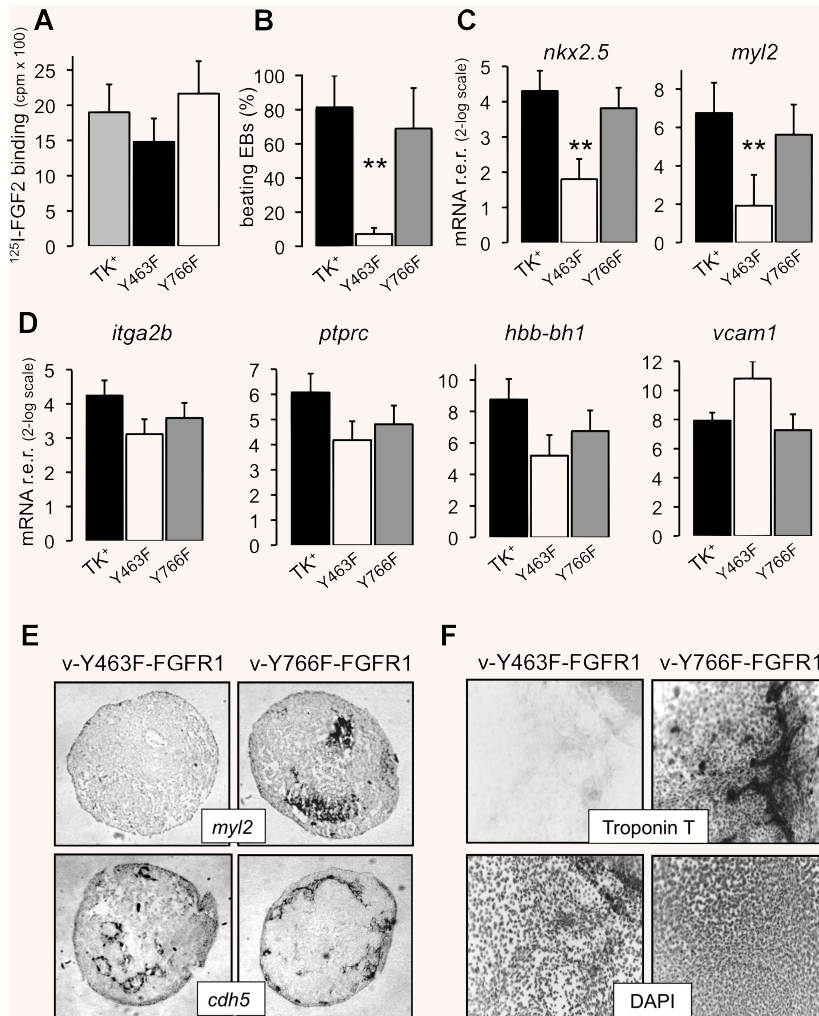 A
B
C
¹²⁵I-FGF2 binding (cpm x 100)
25
20
15
10
5
0
TK⁺
Y463F
Y766F
beating EBs (%)
100
80
60
40
20
0
**
TK⁺
Y463F
Y766F
nkx2.5
mRNA r.e.r. (2-log scale)
5
4
3
2
1
0
**
TK⁺
Y463F
Y766F
myl2
8
6
4
2
0
**
TK⁺
Y463F
Y766F
D
itga2b
mRNA r.e.r. (2-log scale)
5
4
3
2
1
0
TK⁺
Y463F
Y766F
ptprc
7
6
5
4
3
2
1
0
TK⁺
Y463F
Y766F
hbb-bh1
10
8
6
4
2
0
TK⁺
Y463F
Y766F
vcam1
12
10
8
6
4
2
0
TK⁺
Y463F
Y766F
E
v-Y463F-FGFR1
v-Y766F-FGFR1
myl2
cdh5
F
v-Y463F-FGFR1
v-Y766F-FGFR1
Troponin T
DAPI